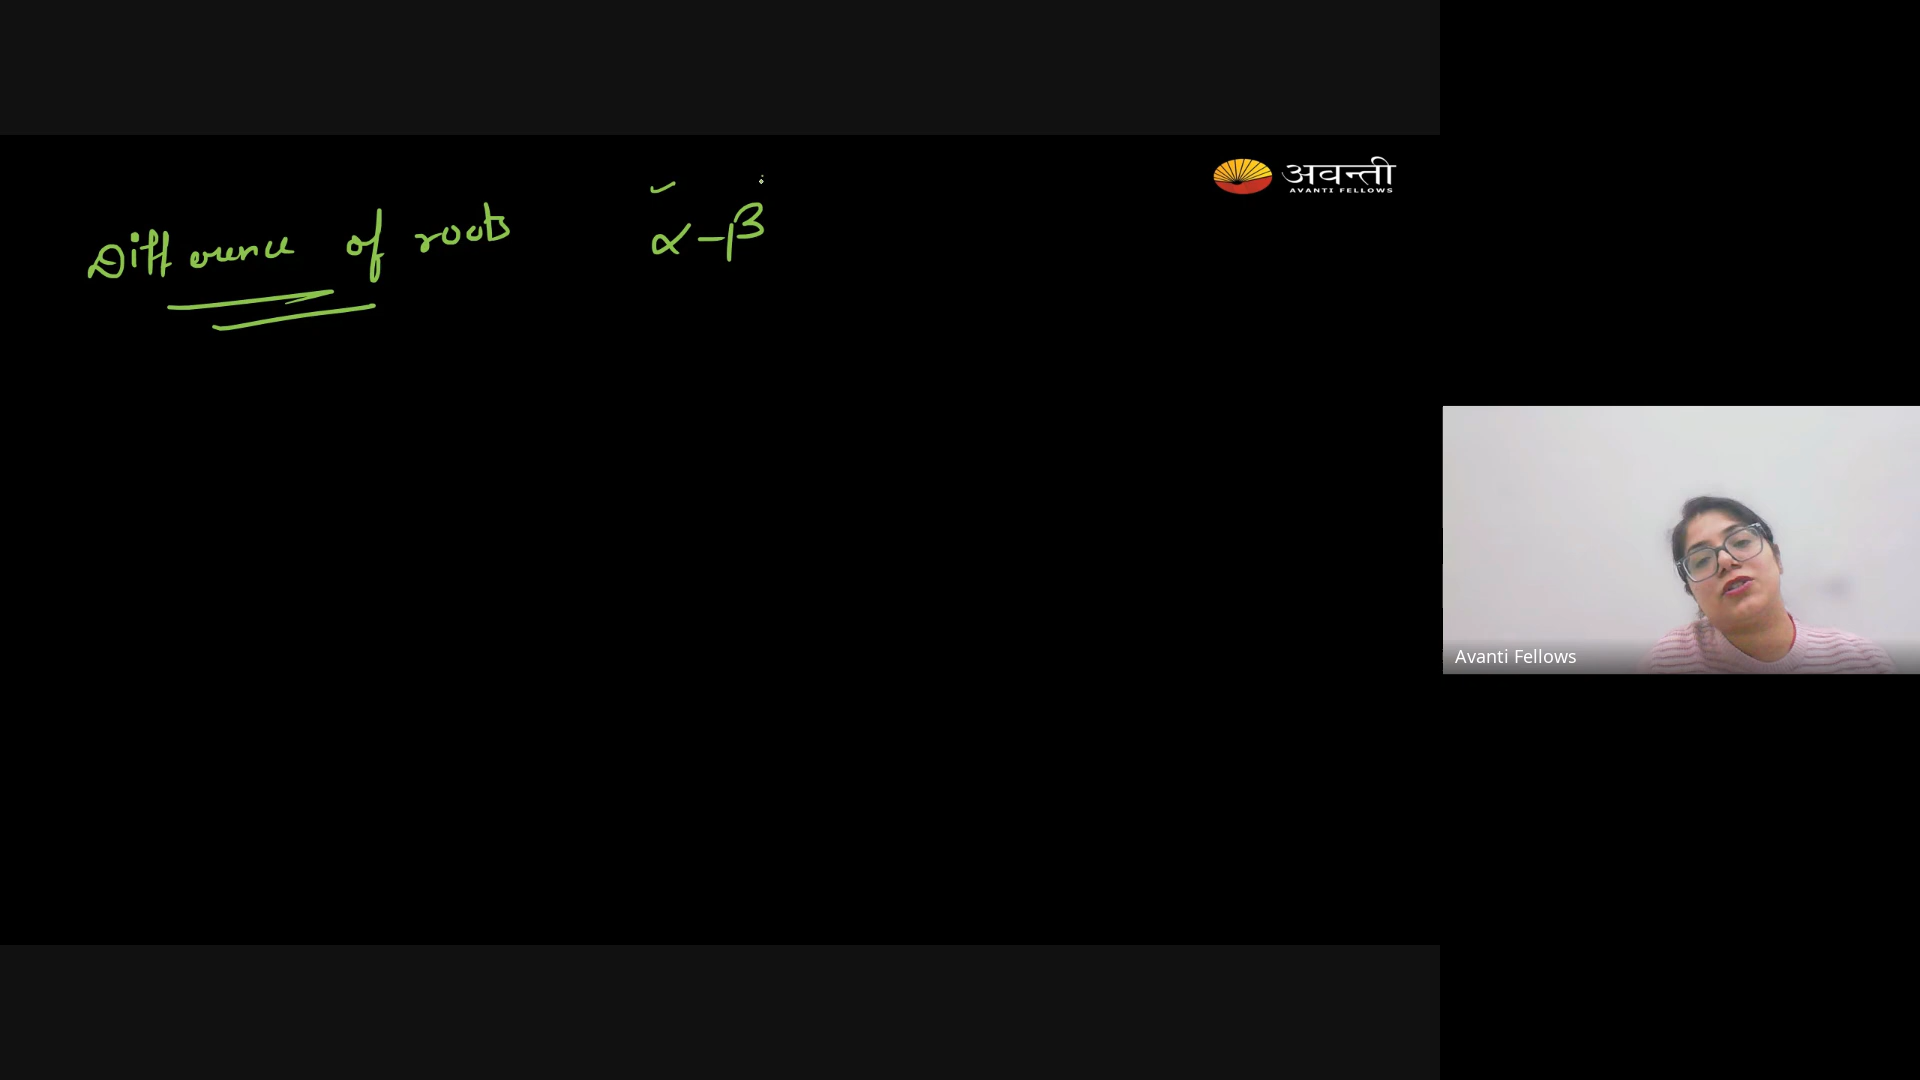 Difference of roots α-β
अवन्ती
AVANTI FELLOWS
Avanti Fellows